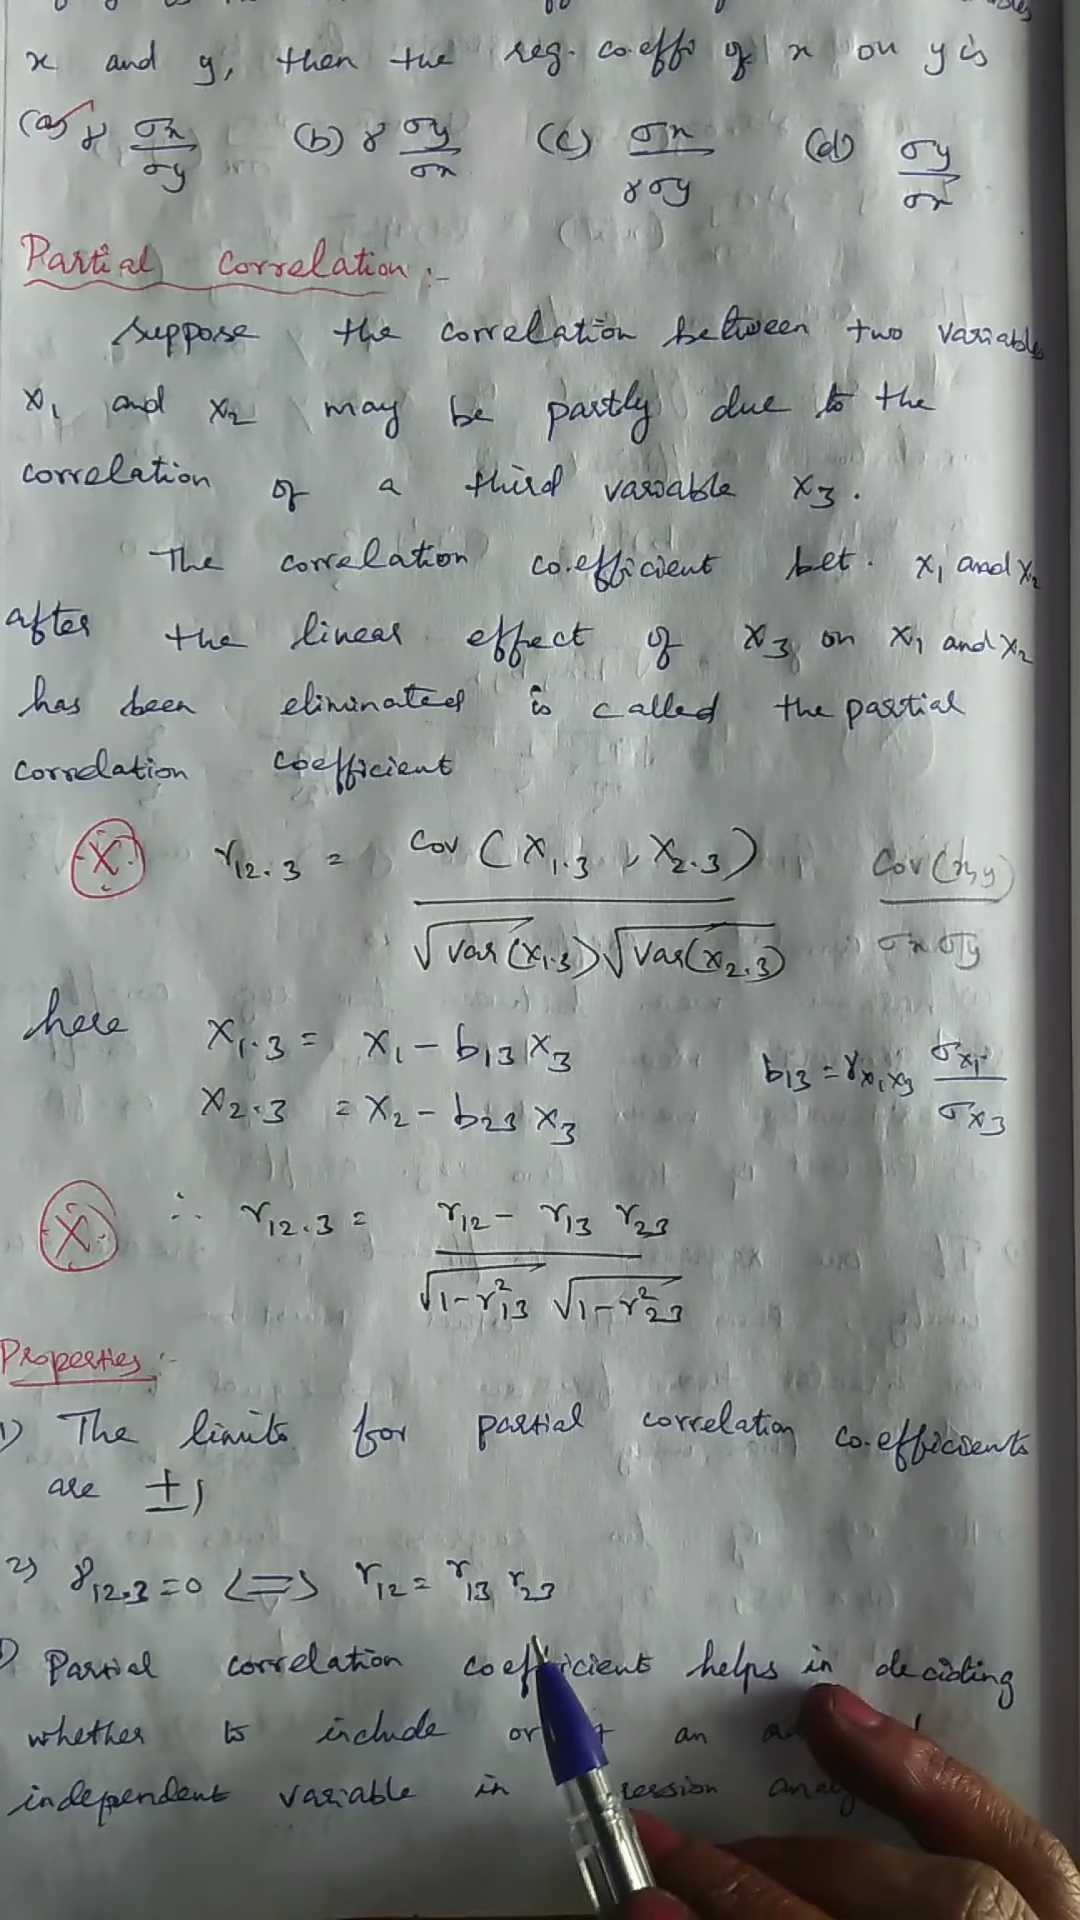 x and y, then the reg. co.effi of x on y is
(a) r σx/σy (b) r σy/σx (c) σx/rσy (d) σy/σx
Partial Correlation :-
Suppose the correlation between two variables
x₁ and x₂ may be partly due to the
correlation of a third variable x₃.
The correlation co.efficient bet. x₁ and x₂
after the linear effect of x₃ on x₁ and x₂
has been eliminated is called the partial
correlation coefficient
X r₁₂.₃ = Cov (X₁.₃, X₂.₃) / √Var(X₁.₃) √Var(X₂.₃) Cov(x,y) / σx σy
here X₁.₃ = X₁ - b₁₃ X₃
X₂.₃ = X₂ - b₂₃ X₃ b₁₃ = r x₁x₃ σx₁ / σx₃
X ∴ r₁₂.₃ = r₁₂ - r₁₃ r₂₃ / √1-r²₁₃ √1-r²₂₃
Properties :-
1) The limits for partial correlation co.efficients
are ±1
2) r₁₂.₃ = 0 <=> r₁₂ = r₁₃ r₂₃
Partial correlation coefficient helps in deciding
whether to include or an
independent variable in